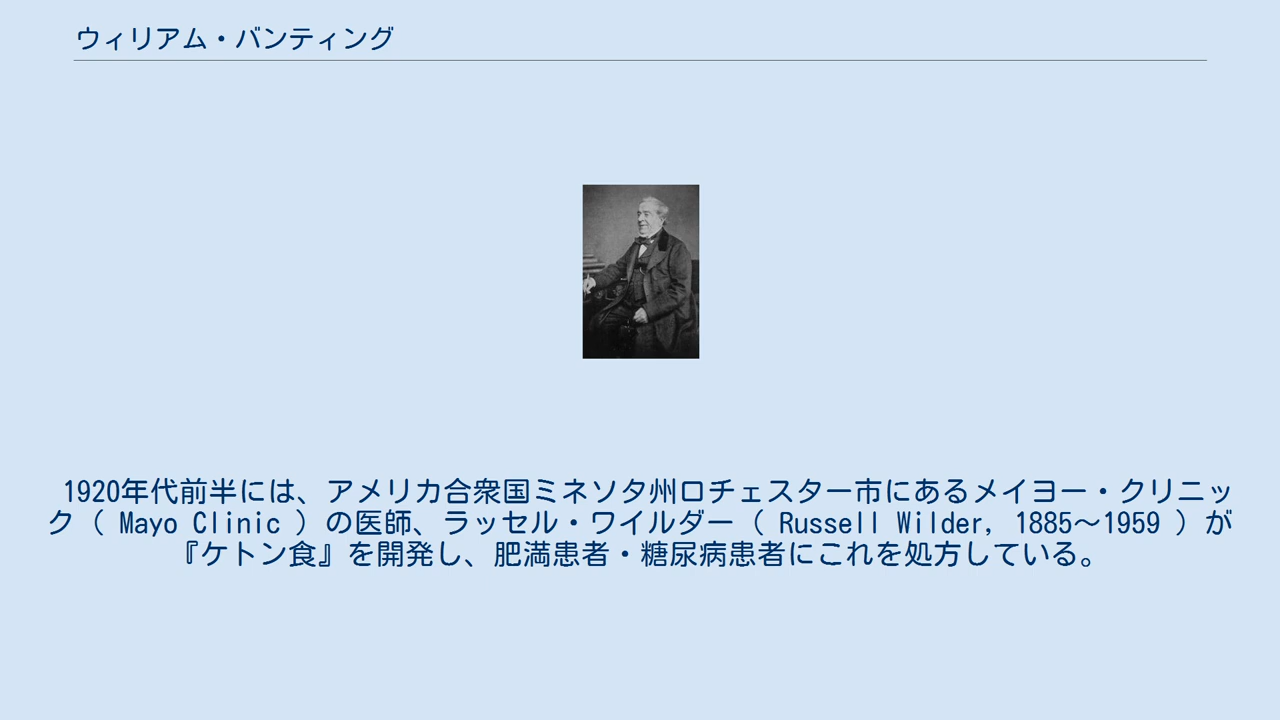 ウィリアム・バンティング
1920年代前半には、アメリカ合衆国ミネソタ州ロチェスター市にあるメイヨー・クリニッ
ク（ Mayo Clinic ）の医師、ラッセル・ワイルダー（ Russell Wilder, 1885～1959 ）が
『ケトン食』を開発し、肥満患者・糖尿病患者にこれを処方している。